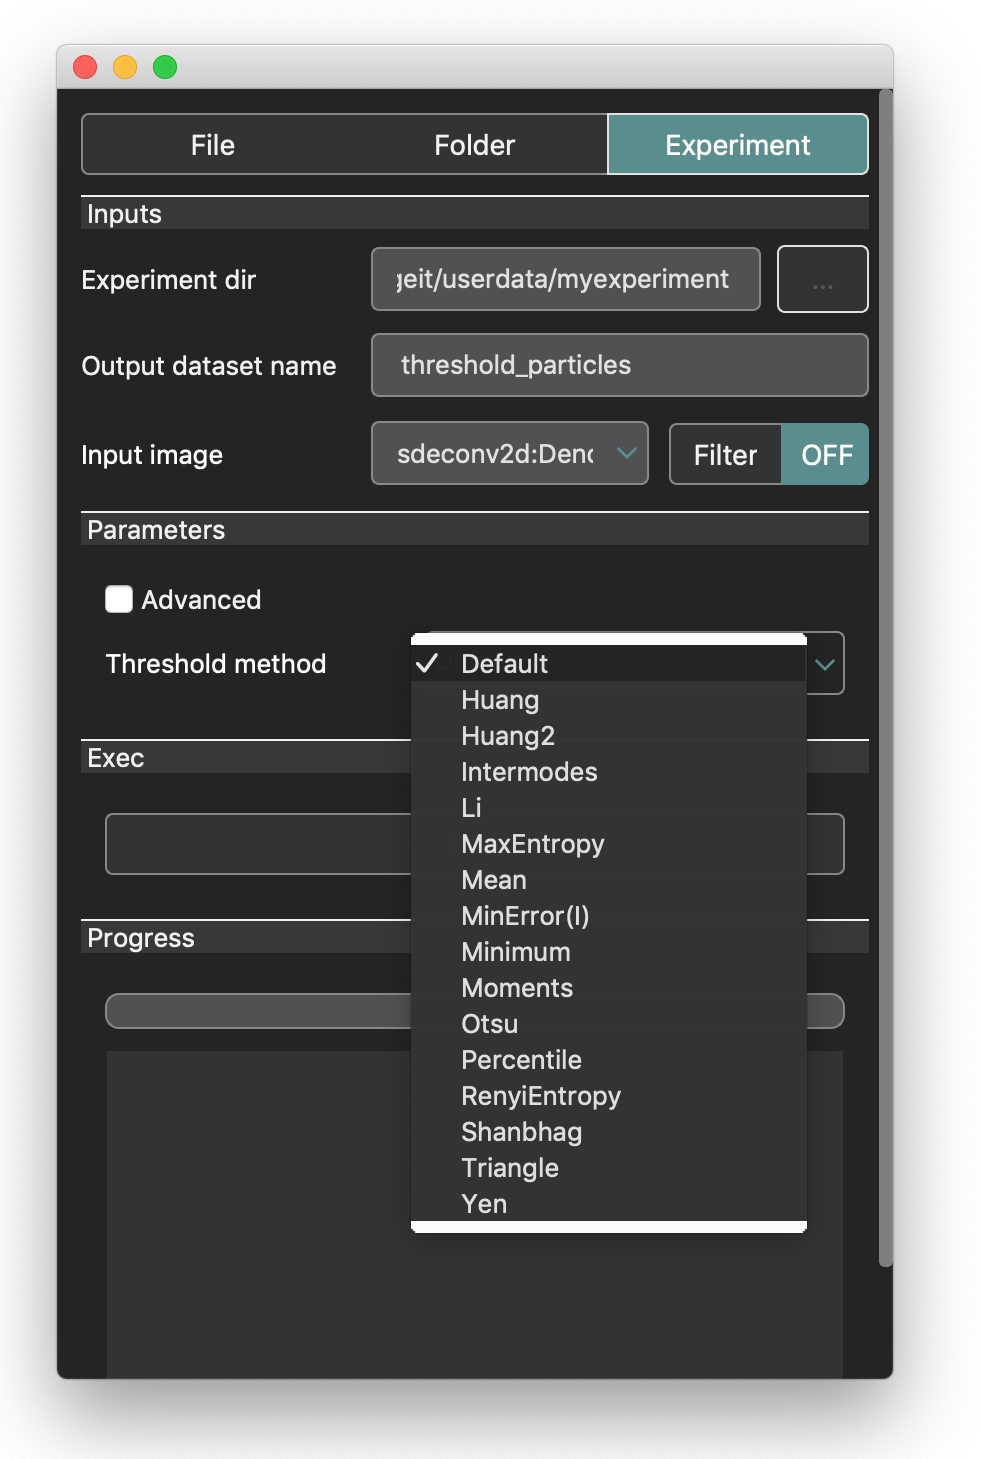 File Folder Experiment
Inputs
Experiment dir geit/userdata/myexperiment ...
Output dataset name threshold_particles
Input image sdeconv2d:Deno Filter OFF
Parameters
Advanced
Threshold method
Default
Huang
Huang2
Intermodes
Li
MaxEntropy
Mean
MinError(I)
Minimum
Moments
Otsu
Percentile
RenyiEntropy
Shanbhag
Triangle
Yen
Exec
Progress